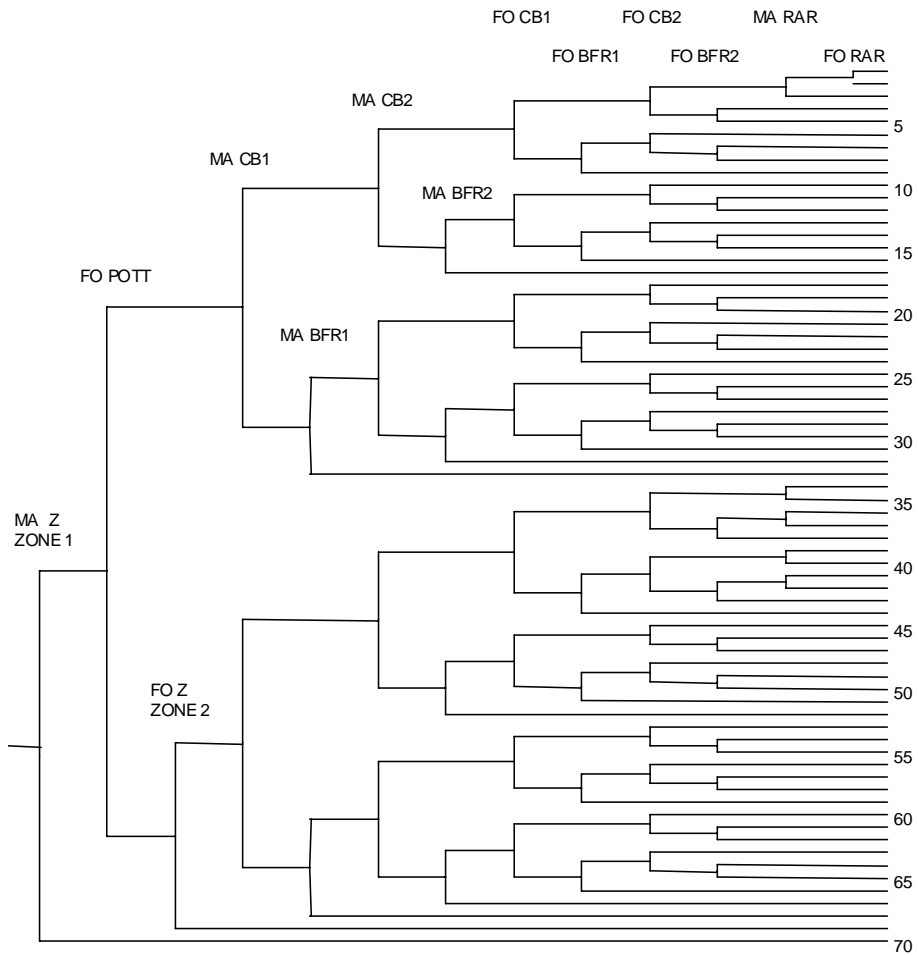 FO CB1 FO CB2 MA RAR
FO BFR1 FO BFR2 FO RAR
MA CB2
5
MA CB1
10
MA BFR2
15
FO POTT
20
MA BFR1
25
30
35
MA Z
ZONE 1
40
45
FO Z
ZONE 2
50
55
60
65
70